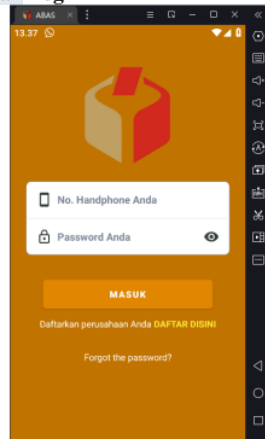 ABAS
13.37
No. Handphone Anda
Password Anda
MASUK
Daftarkan perusahaan Anda DAFTAR DISINI
Forgot the password?